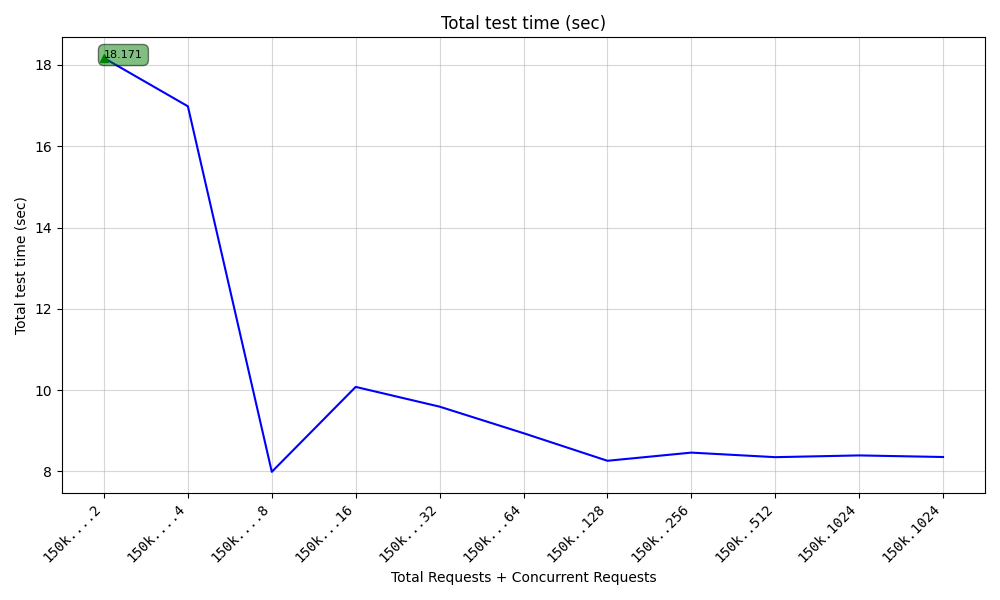 Total test time (sec)
18.171
18
16
14
12
10
8
Total test time (sec)
150k....2
150k....4
150k....8
150k...16
150k...32
150k...64
150k..128
150k..256
150k..512
150k.1024
150k.1024
Total Requests + Concurrent Requests